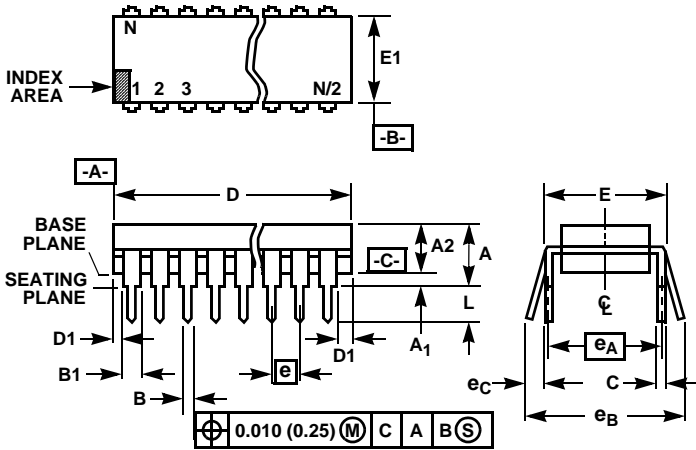 N
E1
INDEX
AREA
1 2 3 N/2
-B-
-A-
D
E
BASE
PLANE
A2
A
-C-
SEATING
PLANE
L
C
L
D1
A1
D1
eA
B1
e
eC
C
B
eB
0.010 (0.25) M C A B S